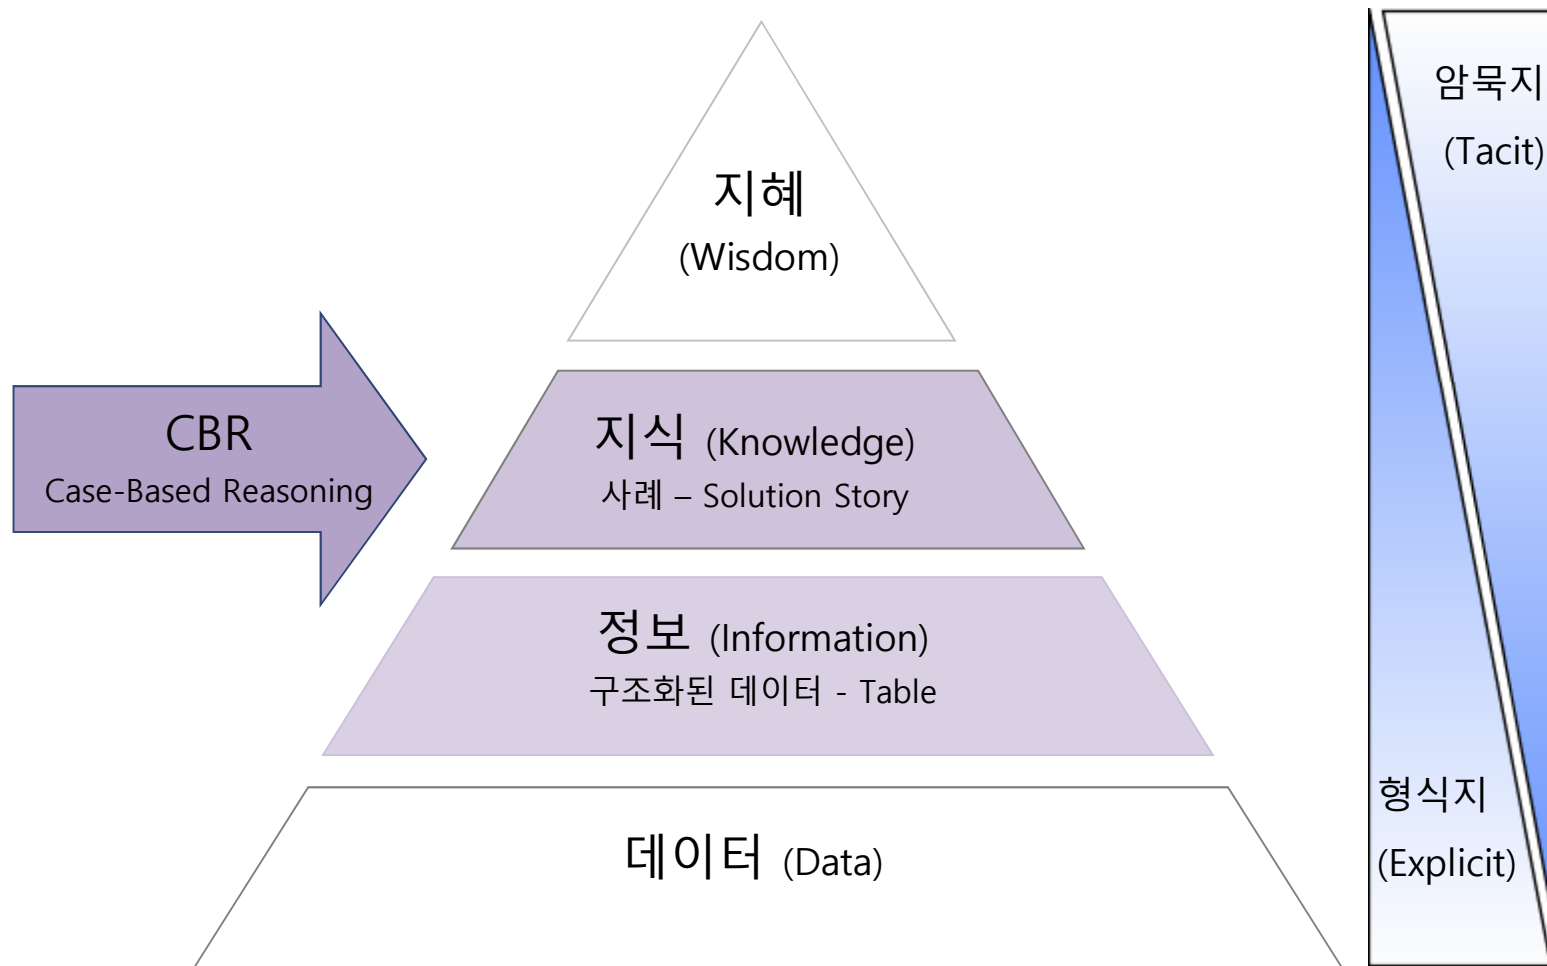 지혜
(Wisdom)
CBR
Case-Based Reasoning
지식 (Knowledge)
사례 – Solution Story
정보 (Information)
구조화된 데이터 - Table
데이터 (Data)
암묵지
(Tacit)
형식지
(Explicit)